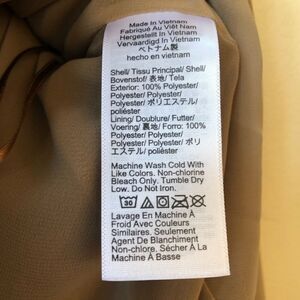 Made In Vietnam
Fabriqué Au Viêt Nam
Hergestellt In Vietnam
Vervaardigd In Vietnam
ベトナム製
hecho en vietnam
Shell/ Tissu Principal/ Shell/
Bovenstof/ 表地/ Tela
Exterior: 100% Polyester/
Polyester/ Polyester/
Polyester/ ポリエステル/
poliéster
Lining/ Doublure/ Futter/
Voering/ 裏地/ Forro: 100%
Polyester/ Polyester/
Polyester/ Polyester/ ポリ
エステル/ poliéster
Machine Wash Cold With
Like Colors. Non-chlorine
Bleach Only. Tumble Dry
Low. Do Not Iron.
30
Lavage En Machine À
Froid Avec Couleurs
Similaires. Seulement
Agent De Blanchiment
Non-chlore. Sécher À La
Machine À Basse